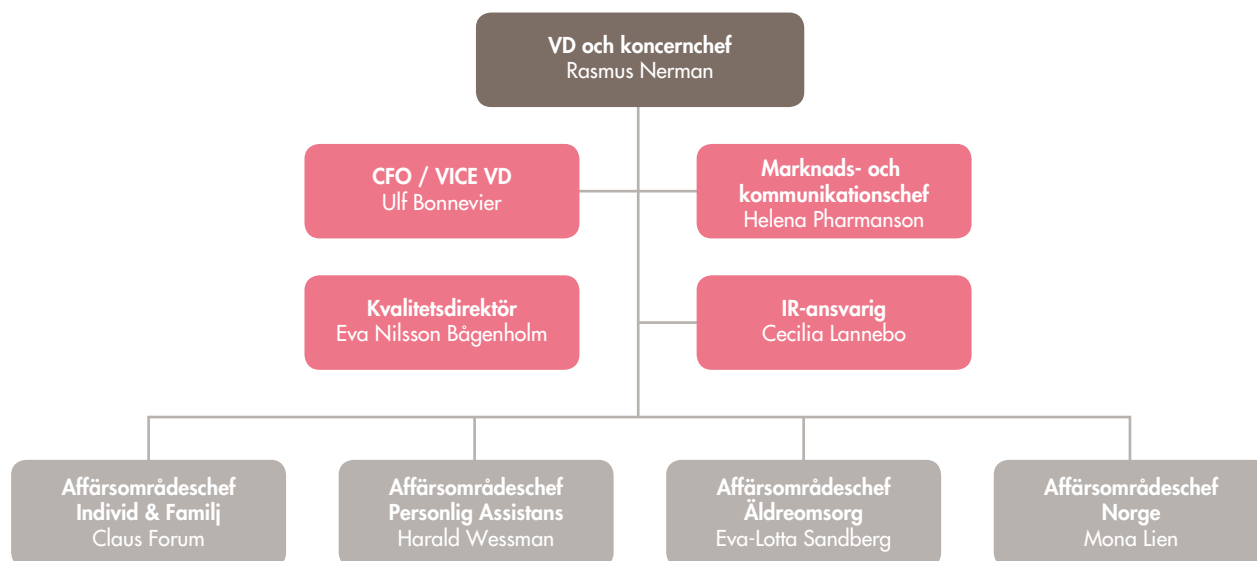 VD och koncernchef
Rasmus Nerman
CFO / VICE VD
Ulf Bonnevier
Marknads- och
kommunikationschef
Helena Pharmanson
Kvalitetsdirektör
Eva Nilsson Bågenholm
IR-ansvarig
Cecilia Lannebo
Affärsområdeschef
Individ & Familj
Claus Forum
Affärsområdeschef
Personlig Assistans
Harald Wessman
Affärsområdeschef
Äldreomsorg
Eva-Lotta Sandberg
Affärsområdeschef
Norge
Mona Lien